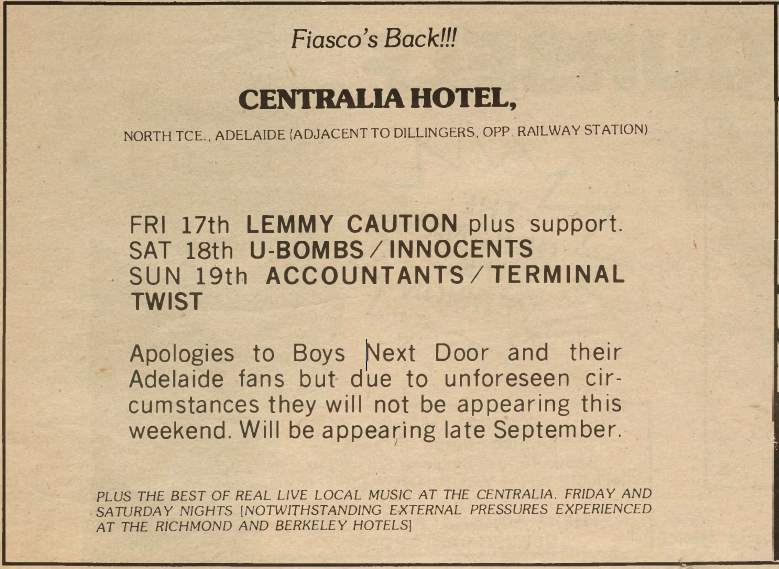 Fiasco's Back!!!
CENTRALIA HOTEL,
NORTH TCE., ADELAIDE (ADJACENT TO DILLINGERS, OPP. RAILWAY STATION)
FRI 17th LEMMY CAUTION plus support.
SAT 18th U-BOMBS / INNOCENTS
SUN 19th ACCOUNTANTS / TERMINAL
TWIST
Apologies to Boys Next Door and their
Adelaide fans but due to unforeseen cir-
cumstances they will not be appearing this
weekend. Will be appearing late September.
PLUS THE BEST OF REAL LIVE LOCAL MUSIC AT THE CENTRALIA. FRIDAY AND
SATURDAY NIGHTS [NOTWITHSTANDING EXTERNAL PRESSURES EXPERIENCED
AT THE RICHMOND AND BERKELEY HOTELS]